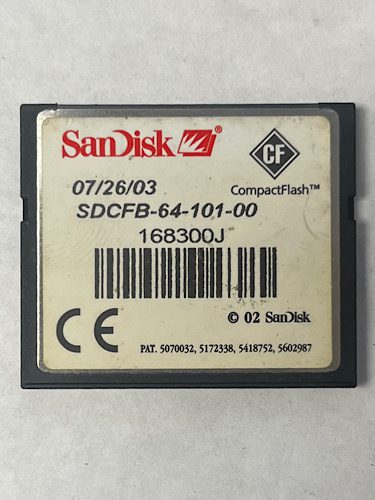 SanDisk ®
CF
07/26/03
CompactFlash™
SDCFB-64-101-00
168300J
CE
© 02 SanDisk
PAT. 5070032, 5172338, 5418752, 5602987